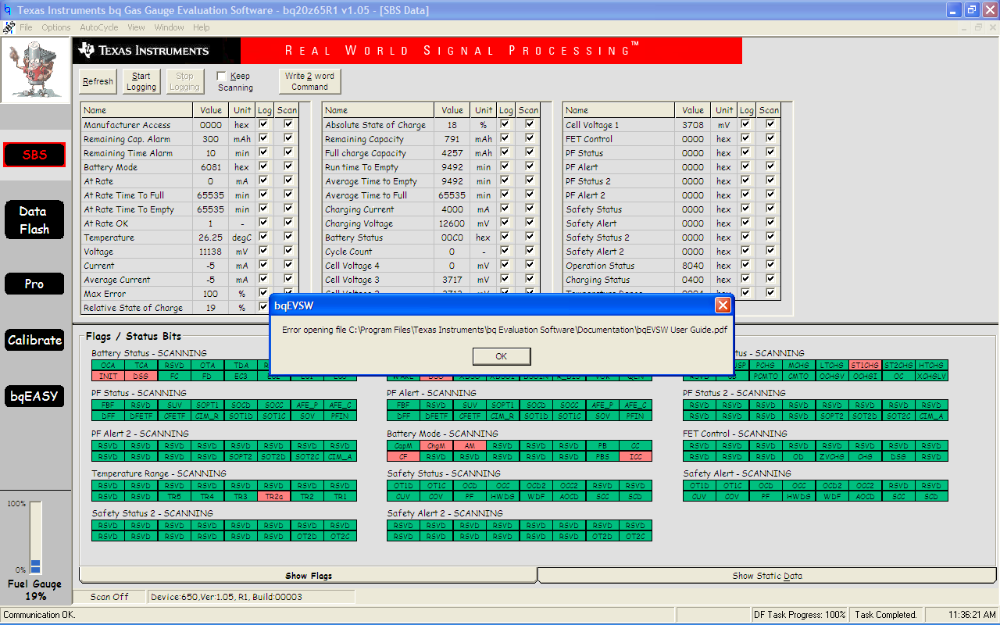 Texas Instruments bq Gas Gauge Evaluation Software - bq20z65R1 v1.05 - [SBS Data]
File Options AutoCycle View Window Help
TEXAS INSTRUMENTS REAL WORLD SIGNAL PROCESSING™
Refresh Start Logging Stop Logging Keep Scanning Write 2 word Command
Name Value Unit Log Scan
Manufacturer Access 0000 hex
Remaining Cap. Alarm 300 mAh
Remaining Time Alarm 10 min
Battery Mode 6081 hex
At Rate 0 mA
At Rate Time To Full 65535 min
At Rate Time To Empty 65535 min
At Rate OK 1 -
Temperature 26.25 degC
Voltage 11138 mV
Current -5 mA
Average Current -5 mA
Max Error 100 %
Relative State of Charge 19 %
Name Value Unit Log Scan
Absolute State of Charge 18 %
Remaining Capacity 791 mAh
Full charge Capacity 4257 mAh
Run time To Empty 9492 min
Average Time to Empty 9492 min
Average Time to Full 65535 min
Charging Current 4000 mA
Charging Voltage 12600 mV
Battery Status 00C0 hex
Cycle Count 0 -
Cell Voltage 4 0 mV
Cell Voltage 3 3717 mV
Name Value Unit Log Scan
Cell Voltage 1 3708 mV
FET Control 0000 hex
PF Status 0000 hex
PF Alert 0000 hex
PF Status 2 0000 hex
PF Alert 2 0000 hex
Safety Status 0000 hex
Safety Alert 0000 hex
Safety Status 2 0000 hex
Safety Alert 2 0000 hex
Operation Status 8040 hex
Charging Status 0400 hex
SBS
Data
Flash
Pro
Calibrate
bqEASY
100%
0%
Fuel Gauge
19%
bqEVSW
Error opening file C:\Program Files\Texas Instruments\bq Evaluation Software\Documentation\bqEVSW User Guide.pdf
OK
Flags / Status Bits
Battery Status - SCANNING
OCA TCA RSVD OTA TDA
INIT DSG FC FD EC3
tus - SCANNING
PCHG MCHG LTCHG ST1CHG ST2CHG HTCHG
PCMTO CMTO OCHGV OCHGI OC XCHGLV
PF Status - SCANNING
FBF RSVD SUV SOPT1 SOCD SOCC AFE_P AFE_C
DFF DFETF CFETF CIM_R SOT1D SOT1C SOV PFIN
PF Alert - SCANNING
FBF RSVD SUV SOPT1 SOCD SOCC AFE_P AFE_C
DFF DFETF CFETF CIM_R SOT1D SOT1C SOV PFIN
PF Status 2 - SCANNING
RSVD RSVD RSVD RSVD RSVD RSVD RSVD RSVD
RSVD RSVD RSVD RSVD SOPT2 SOT2D SOT2C CIM_A
PF Alert 2 - SCANNING
RSVD RSVD RSVD RSVD RSVD RSVD RSVD RSVD
RSVD RSVD RSVD RSVD SOPT2 SOT2D SOT2C CIM_A
Battery Mode - SCANNING
CapM ChgM AM RSVD RSVD RSVD PB CC
CF RSVD RSVD RSVD RSVD RSVD PBS ICC
FET Control - SCANNING
RSVD RSVD RSVD RSVD RSVD RSVD RSVD RSVD
RSVD RSVD RSVD OD ZVCHG CHG DSG RSVD
Temperature Range - SCANNING
RSVD RSVD RSVD RSVD RSVD RSVD RSVD RSVD
RSVD RSVD TR5 TR4 TR3 TR2a TR2 TR1
Safety Status - SCANNING
OT1D OT1C OCD OCC OCD2 OCC2 RSVD RSVD
CUV COV PF HWDG WDF AOCD SCC SCD
Safety Alert - SCANNING
OT1D OT1C OCD OCC OCD2 OCC2 RSVD RSVD
CUV COV PF HWDG WDF AOCD SCC SCD
Safety Status 2 - SCANNING
RSVD RSVD RSVD RSVD RSVD RSVD RSVD RSVD
RSVD RSVD RSVD RSVD RSVD RSVD OT2D OT2C
Safety Alert 2 - SCANNING
RSVD RSVD RSVD RSVD RSVD RSVD RSVD RSVD
RSVD RSVD RSVD RSVD RSVD RSVD OT2D OT2C
Show Flags Show Static Data
Scan Off Device:650,Ver:1.05, R1, Build:00003
Communication OK. DF Task Progress: 100% Task Completed. 11:36:21 AM